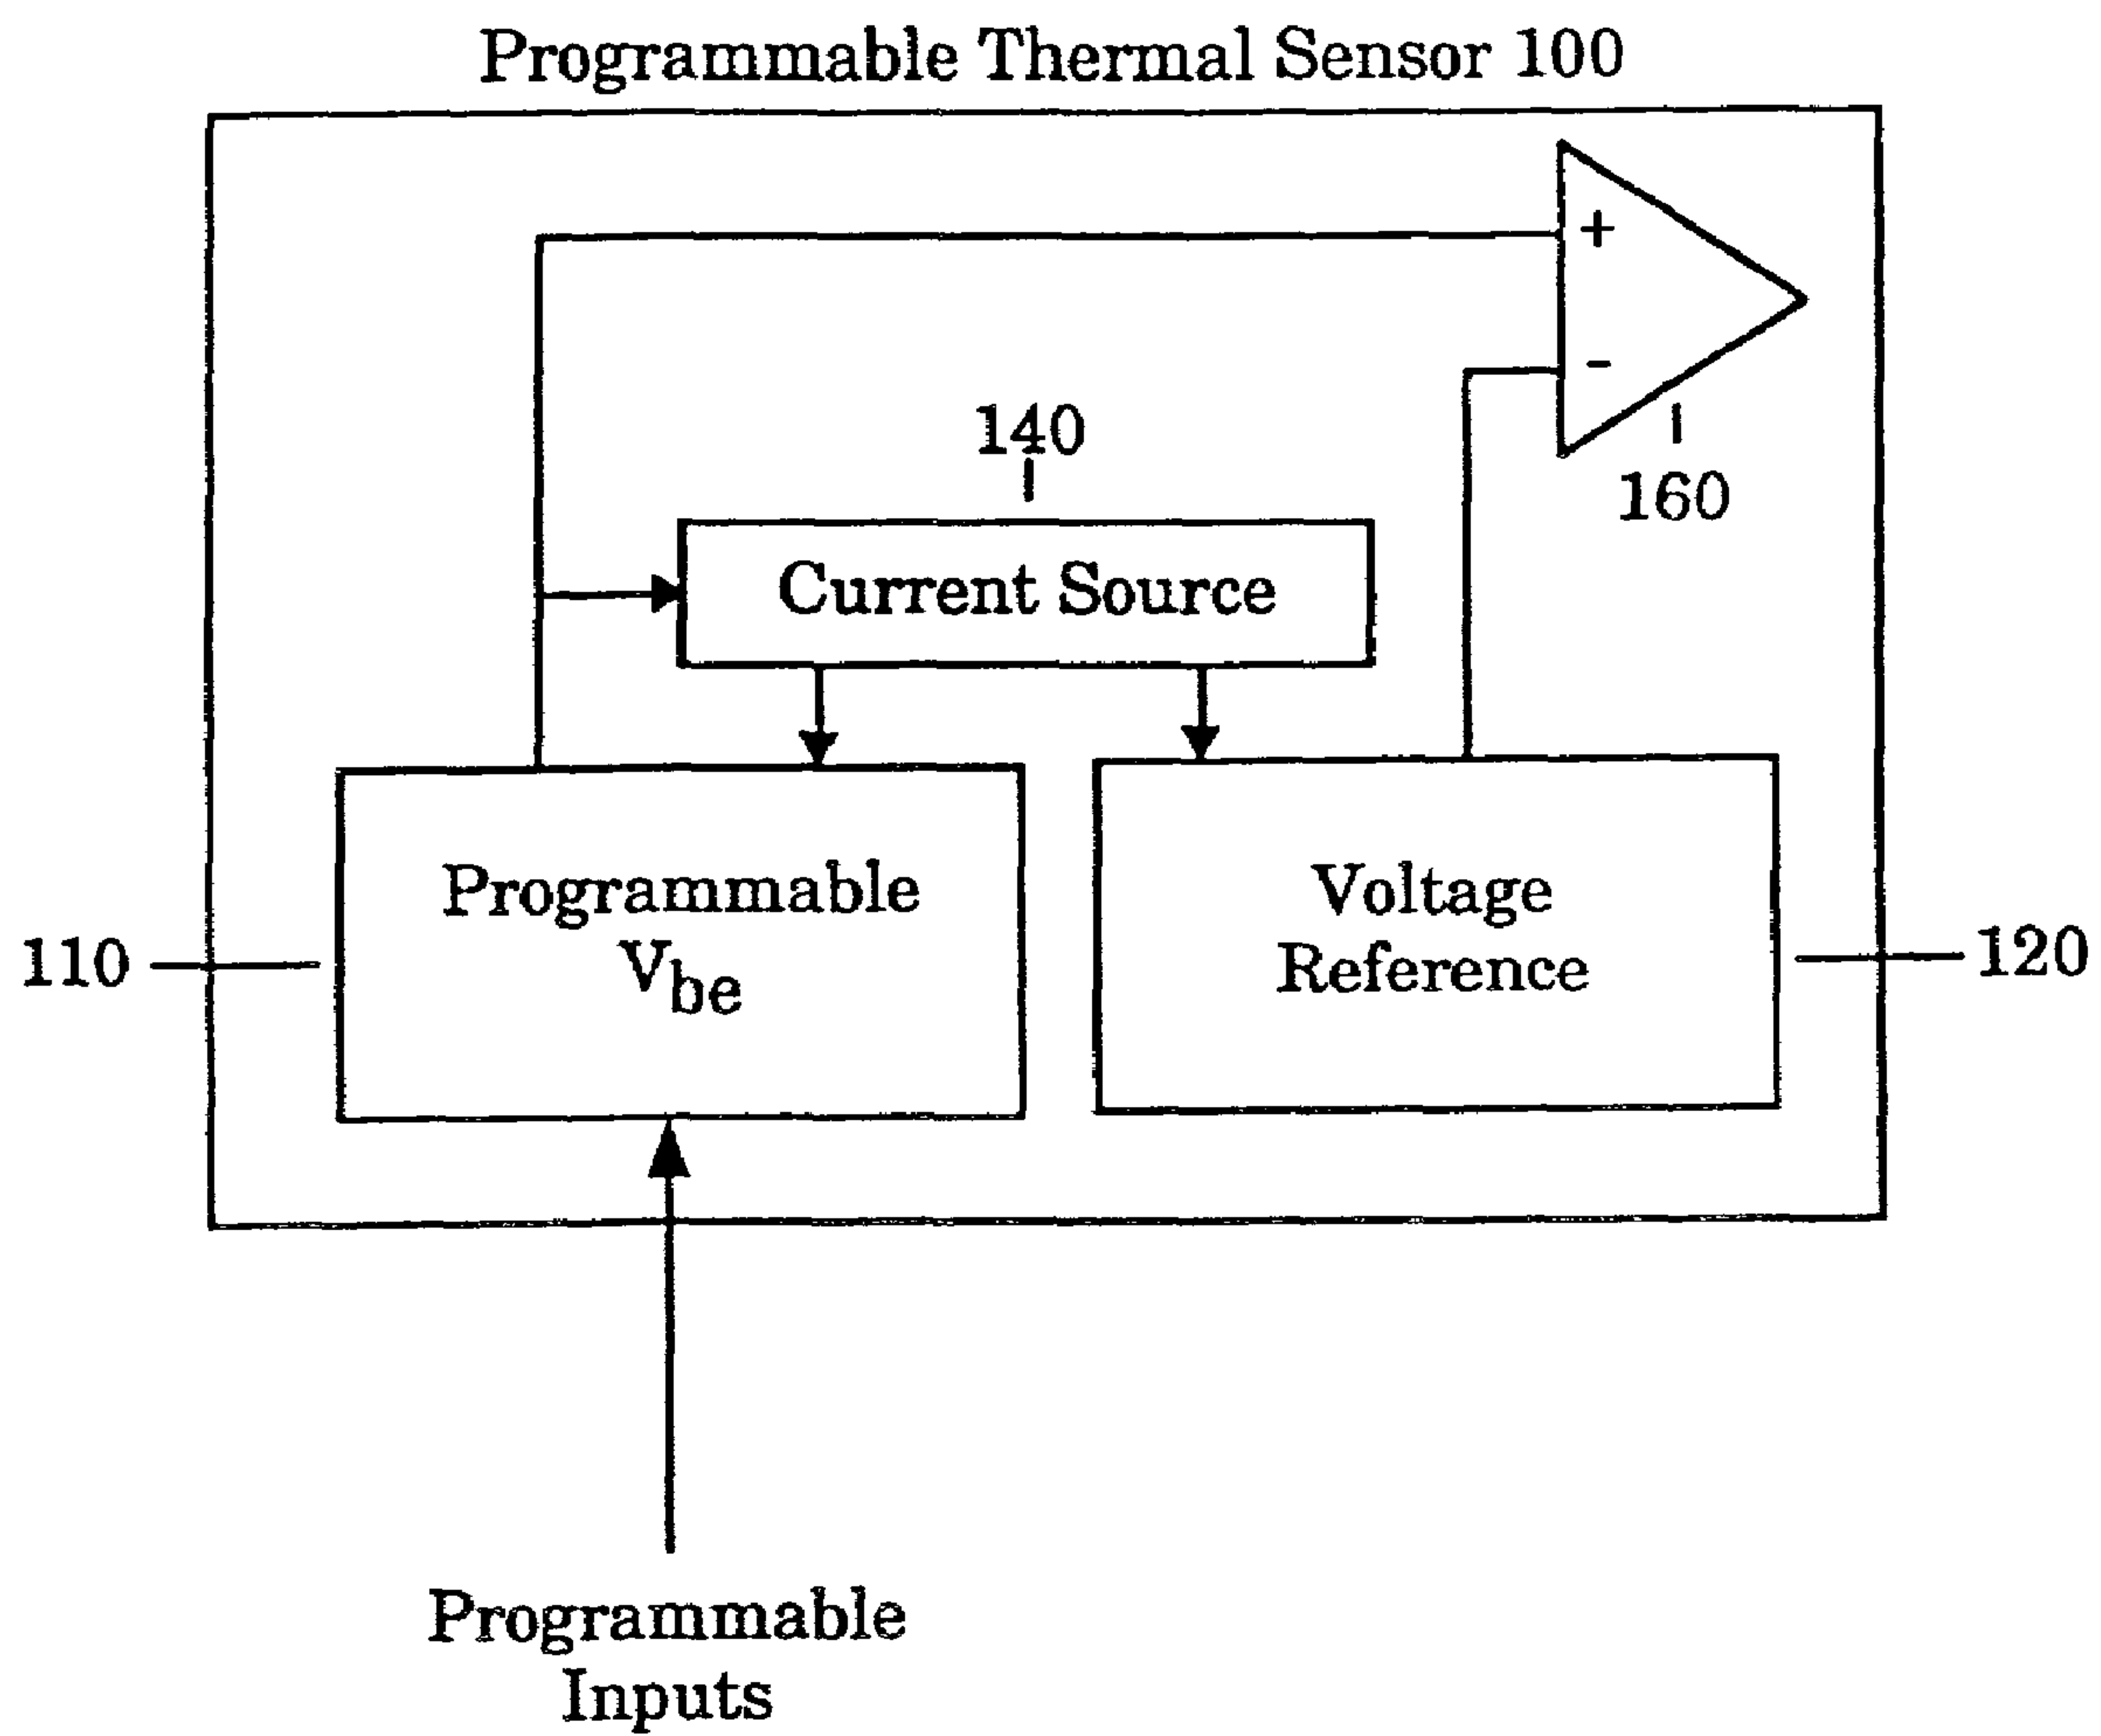 Programmable Thermal Sensor 100
+
-
140
160
Current Source
Programmable
Vbe
Voltage
Reference
110
120
Programmable
Inputs